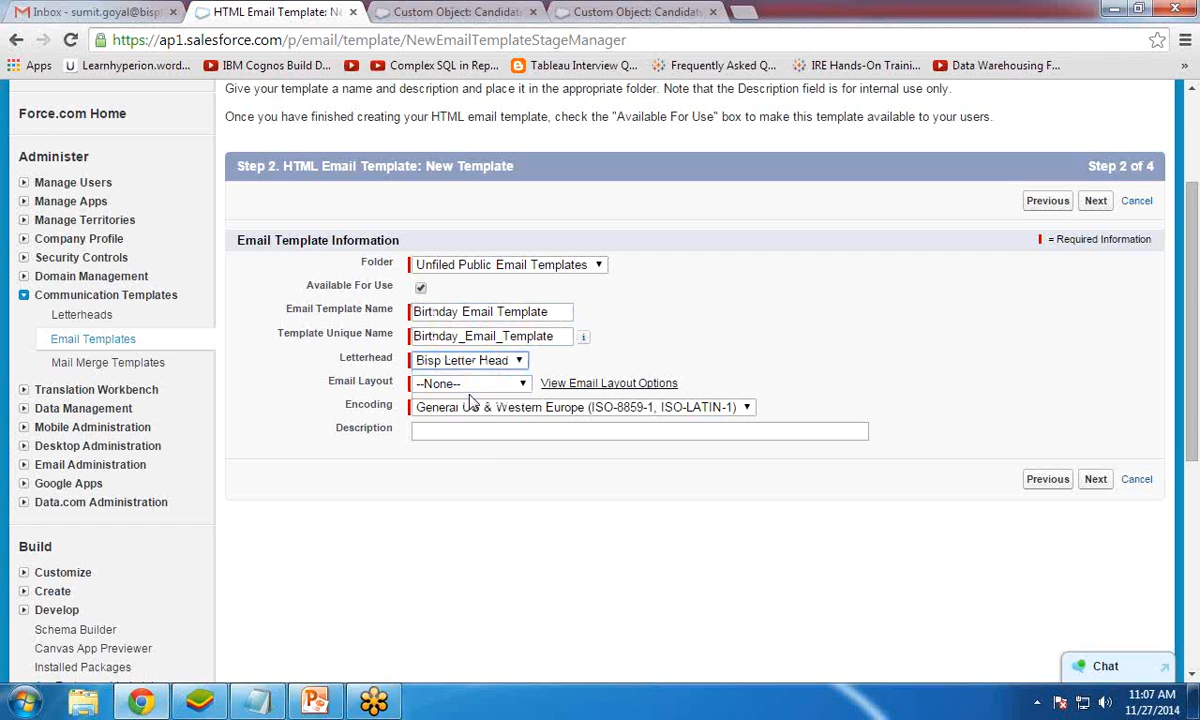 Inbox - sumit.goyal@bisp
HTML Email Template: Ne
Custom Object: Candidat
Custom Object: Candidat
https://ap1.salesforce.com/p/email/template/NewEmailTemplateStageManager
Apps
Learnhyperion.word...
IBM Cognos Build D...
Complex SQL in Rep...
Tableau Interview Q...
Frequently Asked Q...
IRE Hands-On Traini...
Data Warehousing F...
»
Give your template a name and description and place it in the appropriate folder. Note that the Description field is for internal use only.
Once you have finished creating your HTML email template, check the "Available For Use" box to make this template available to your users.
Force.com Home
Administer
Manage Users
Manage Apps
Manage Territories
Company Profile
Security Controls
Domain Management
Communication Templates
Letterheads
Email Templates
Mail Merge Templates
Translation Workbench
Data Management
Mobile Administration
Desktop Administration
Email Administration
Google Apps
Data.com Administration
Build
Customize
Create
Develop
Schema Builder
Canvas App Previewer
Installed Packages
Step 2. HTML Email Template: New Template
Step 2 of 4
Previous Next Cancel
Email Template Information
= Required Information
Folder Unfiled Public Email Templates
Available For Use
Email Template Name Birthday Email Template
Template Unique Name Birthday_Email_Template
Letterhead Bisp Letter Head
Email Layout --None-- View Email Layout Options
Encoding General US & Western Europe (ISO-8859-1, ISO-LATIN-1)
Description
Previous Next Cancel
Chat
11:07 AM
11/27/2014